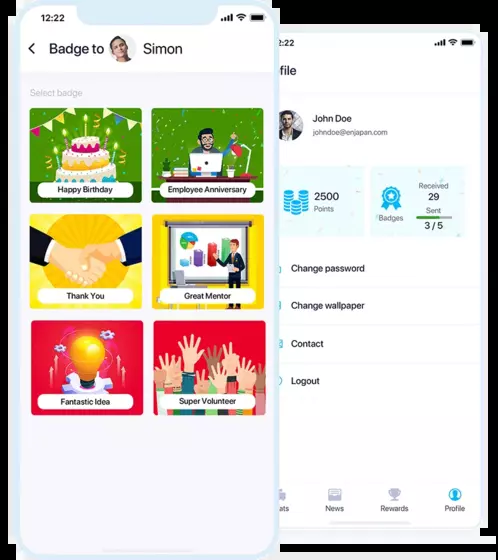 12:22
Badge to Simon
Select badge
Happy Birthday
Employee Anniversary
Thank You
Great Mentor
Fantastic Idea
Super Volunteer
2:22
file
John Doe
johndoe@enjapan.com
2500
Points
Badges
Received
29
Sent
3 / 5
Change password
Change wallpaper
Contact
Logout
ats
News
Rewards
Profile